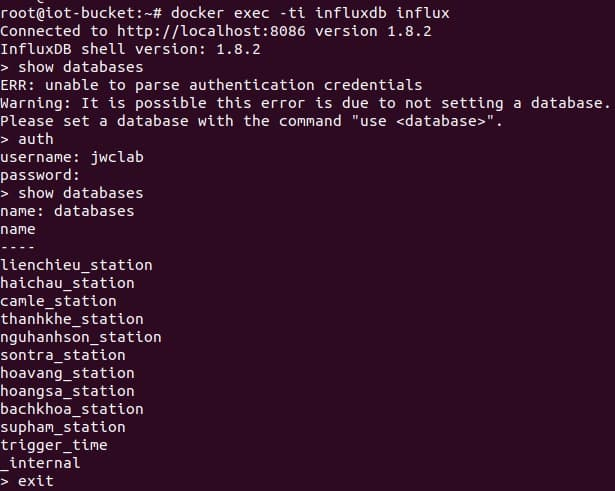 root@iot-bucket:~# docker exec -ti influxdb influx
Connected to http://localhost:8086 version 1.8.2
InfluxDB shell version: 1.8.2
> show databases
ERR: unable to parse authentication credentials
Warning: It is possible this error is due to not setting a database.
Please set a database with the command "use <database>".
> auth
username: jwclab
password:
> show databases
name: databases
name
----
lienchieu_station
haichau_station
camle_station
thanhkhe_station
nguhanhson_station
sontra_station
hoavang_station
hoangsa_station
bachkhoa_station
supham_station
trigger_time
_internal
> exit